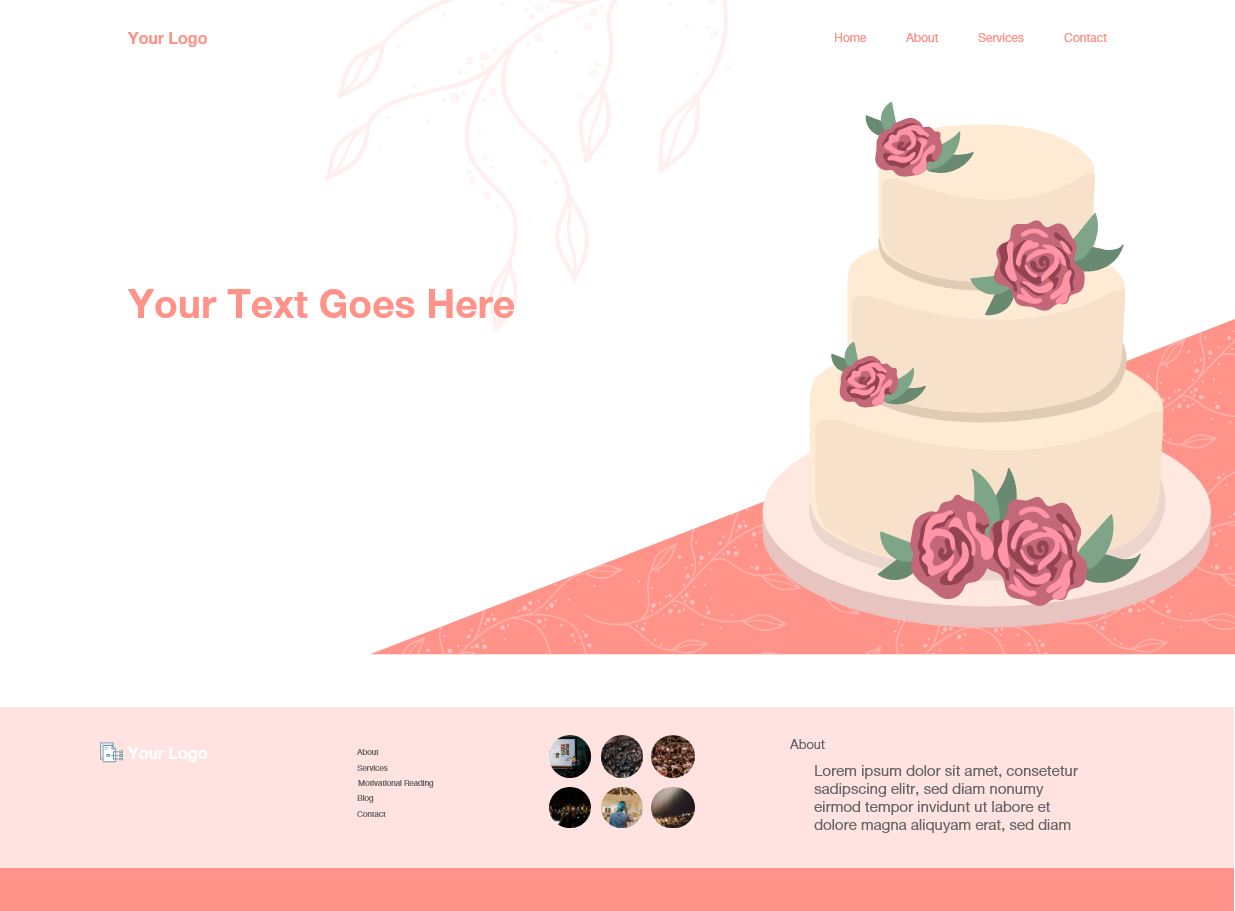 Your Logo
Home
About
Services
Contact
Your Text Goes Here
Your Logo
About
Services
Motivational Reading
Blog
Contact
About
Lorem ipsum dolor sit amet, consetetur
sadipscing elitr, sed diam nonumy
eirmod tempor invidunt ut labore et
dolore magna aliquyam erat, sed diam